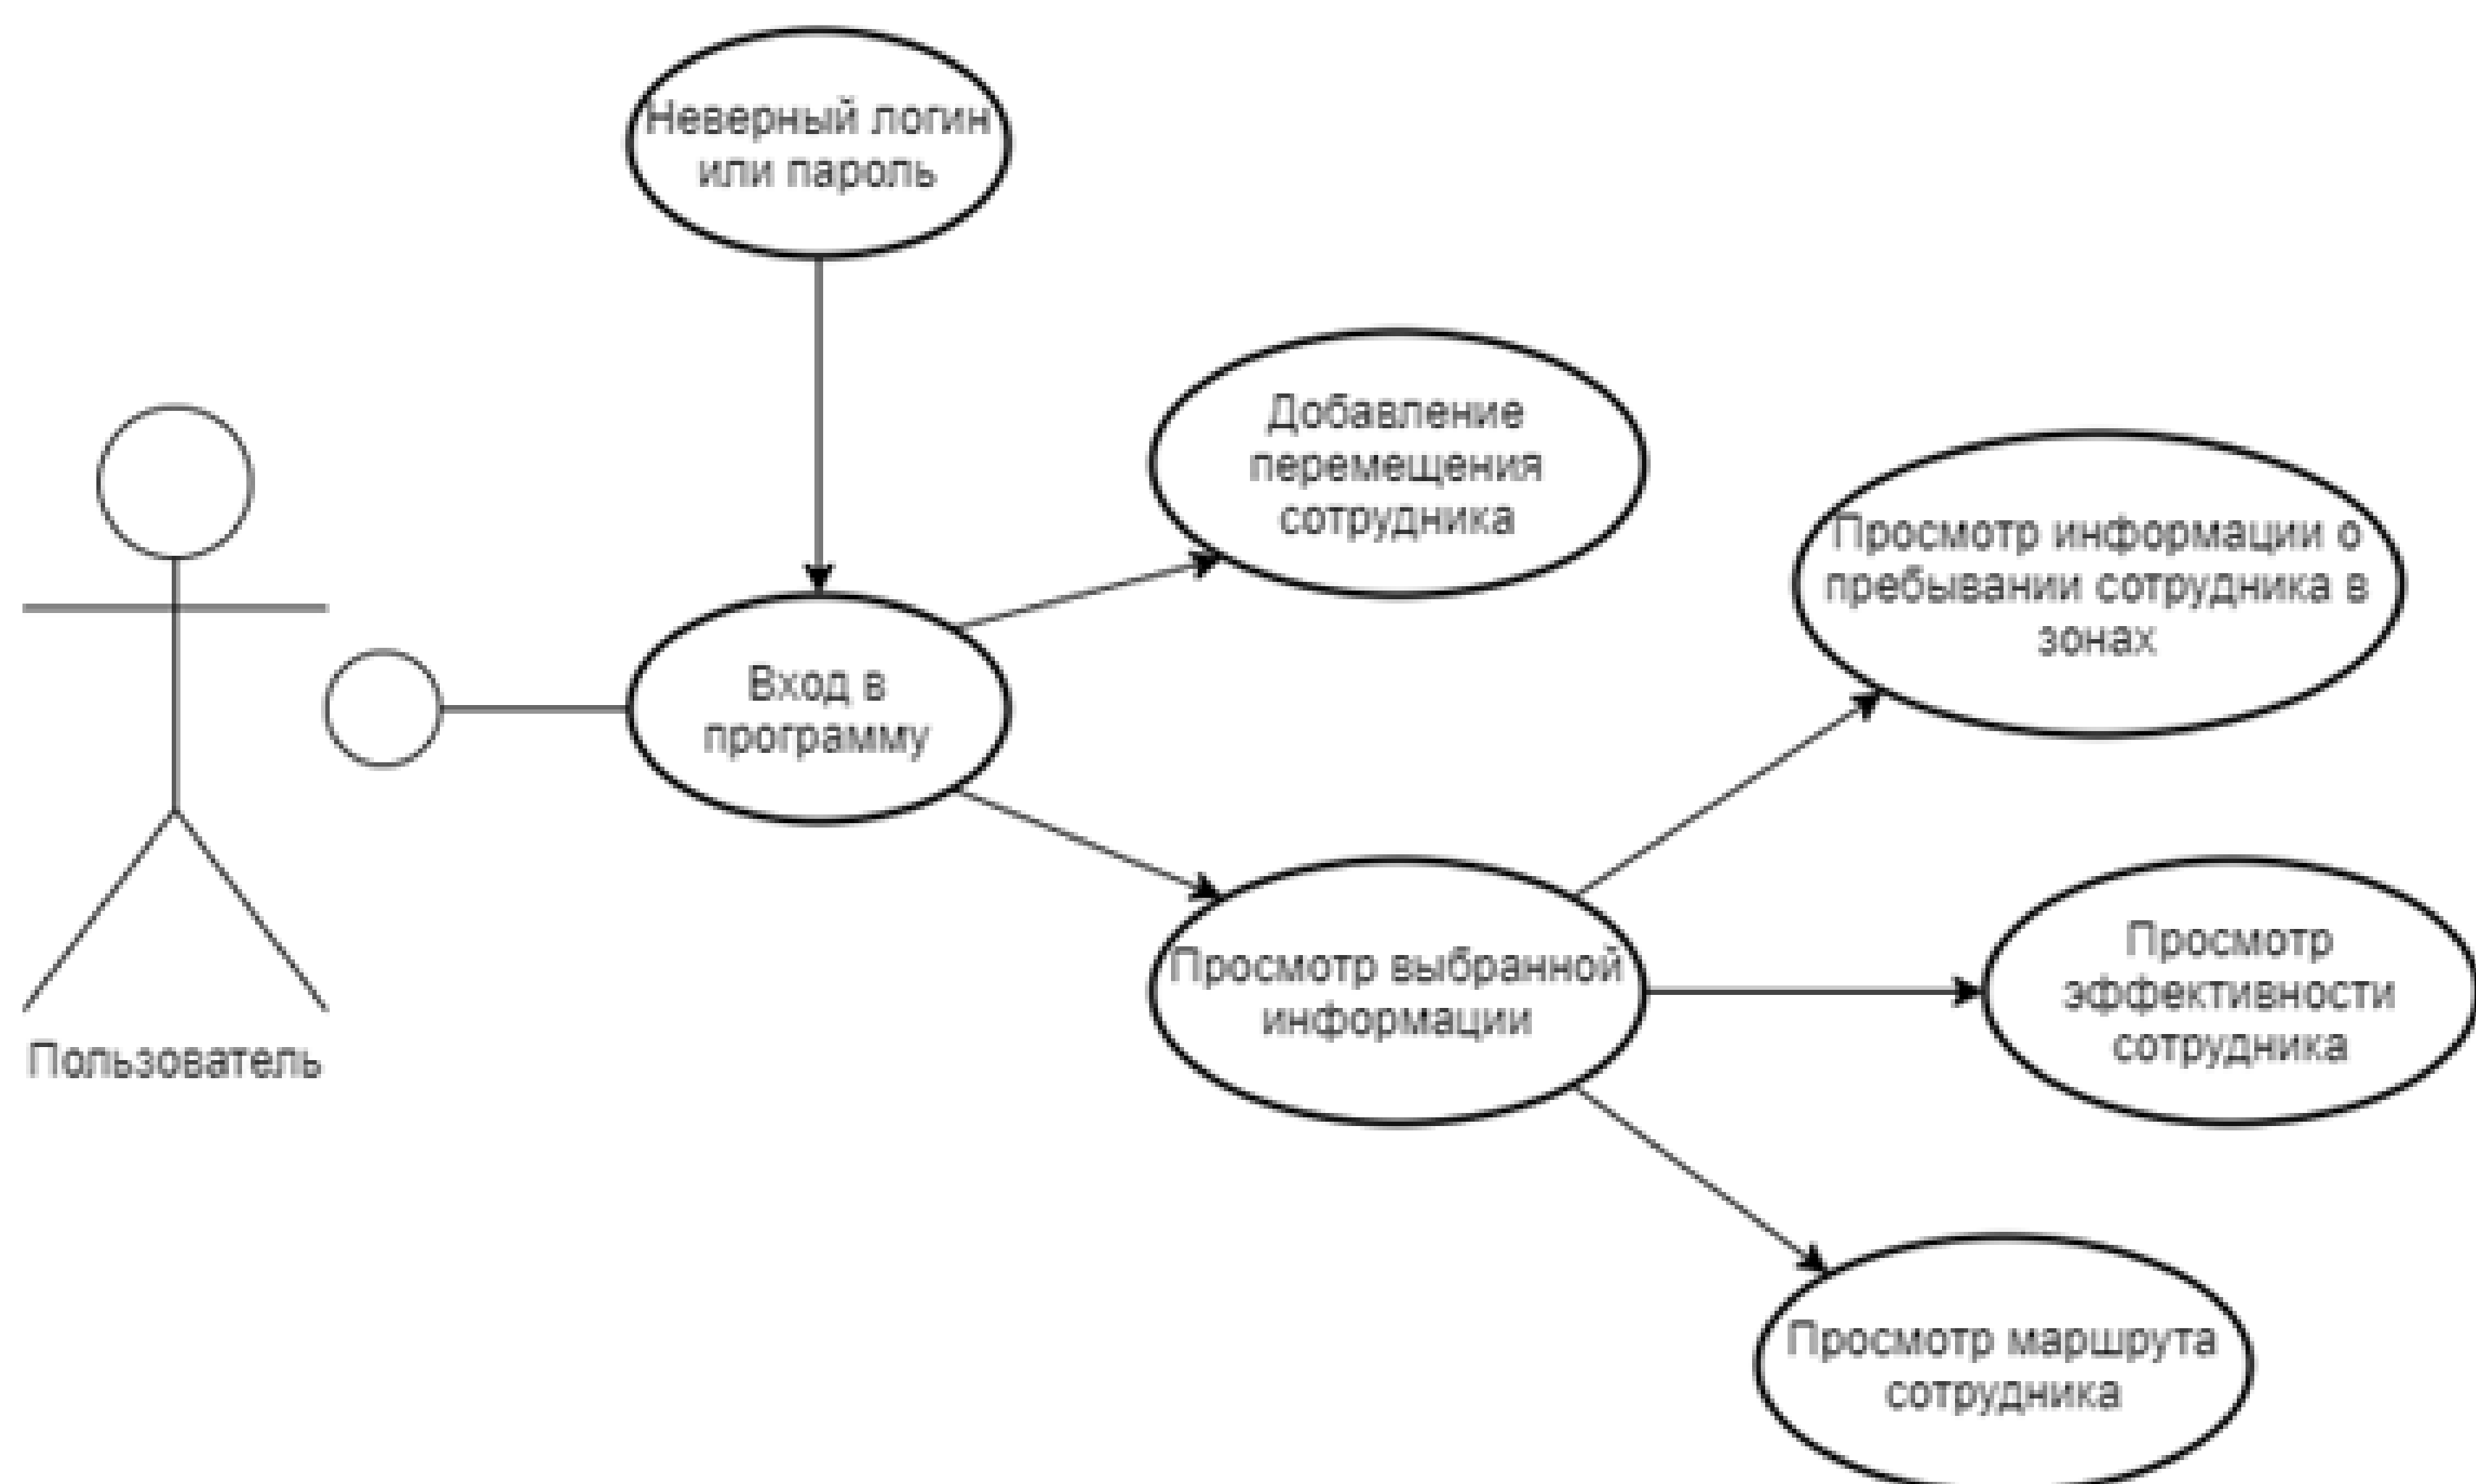 Неверный логин
или пароль
Добавление
перемещения
сотрудника
Просмотр информации о
пребывании сотрудника в
зонах
Вход в
программу
Просмотр выбранной
информации
Просмотр
эффективности
сотрудника
Пользователь
Просмотр маршрута
сотрудника